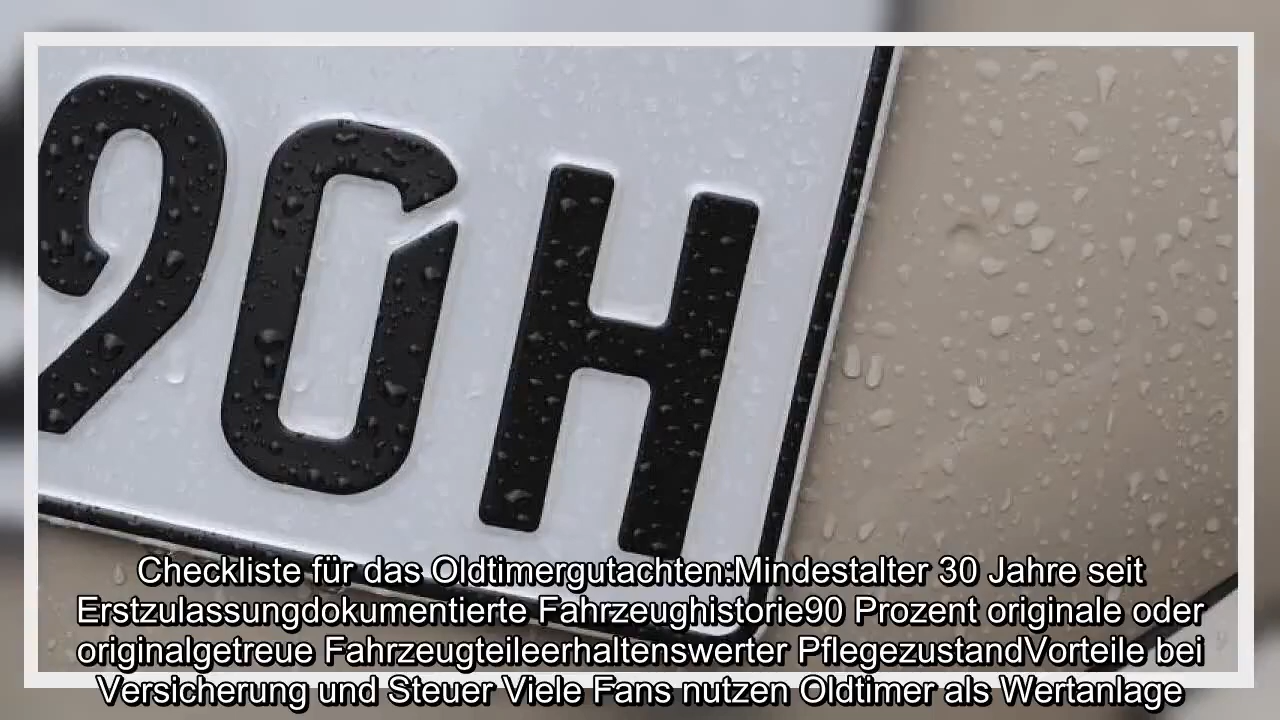 90 H
Checkliste für das Oldtimergutachten:Mindestalter 30 Jahre seit
Erstzulassungdokumentierte Fahrzeughistorie90 Prozent originale oder
originalgetreue Fahrzeugteileerhaltenswerter PflegezustandVorteile bei
Versicherung und Steuer Viele Fans nutzen Oldtimer als Wertanlage